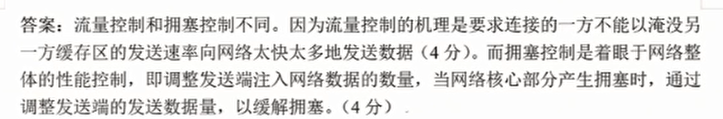 答案：流量控制和拥塞控制不同。因为流量控制的机理是要求连接的一方不能以淹没另
一方缓存区的发送速率向网络太快太多地发送数据（4 分）。而拥塞控制是着眼于网络整
体的性能控制，即调整发送端注入网络数据的数量，当网络核心部分产生拥塞时，通过
调整发送端的发送数据量，以缓解拥塞。（4 分）.